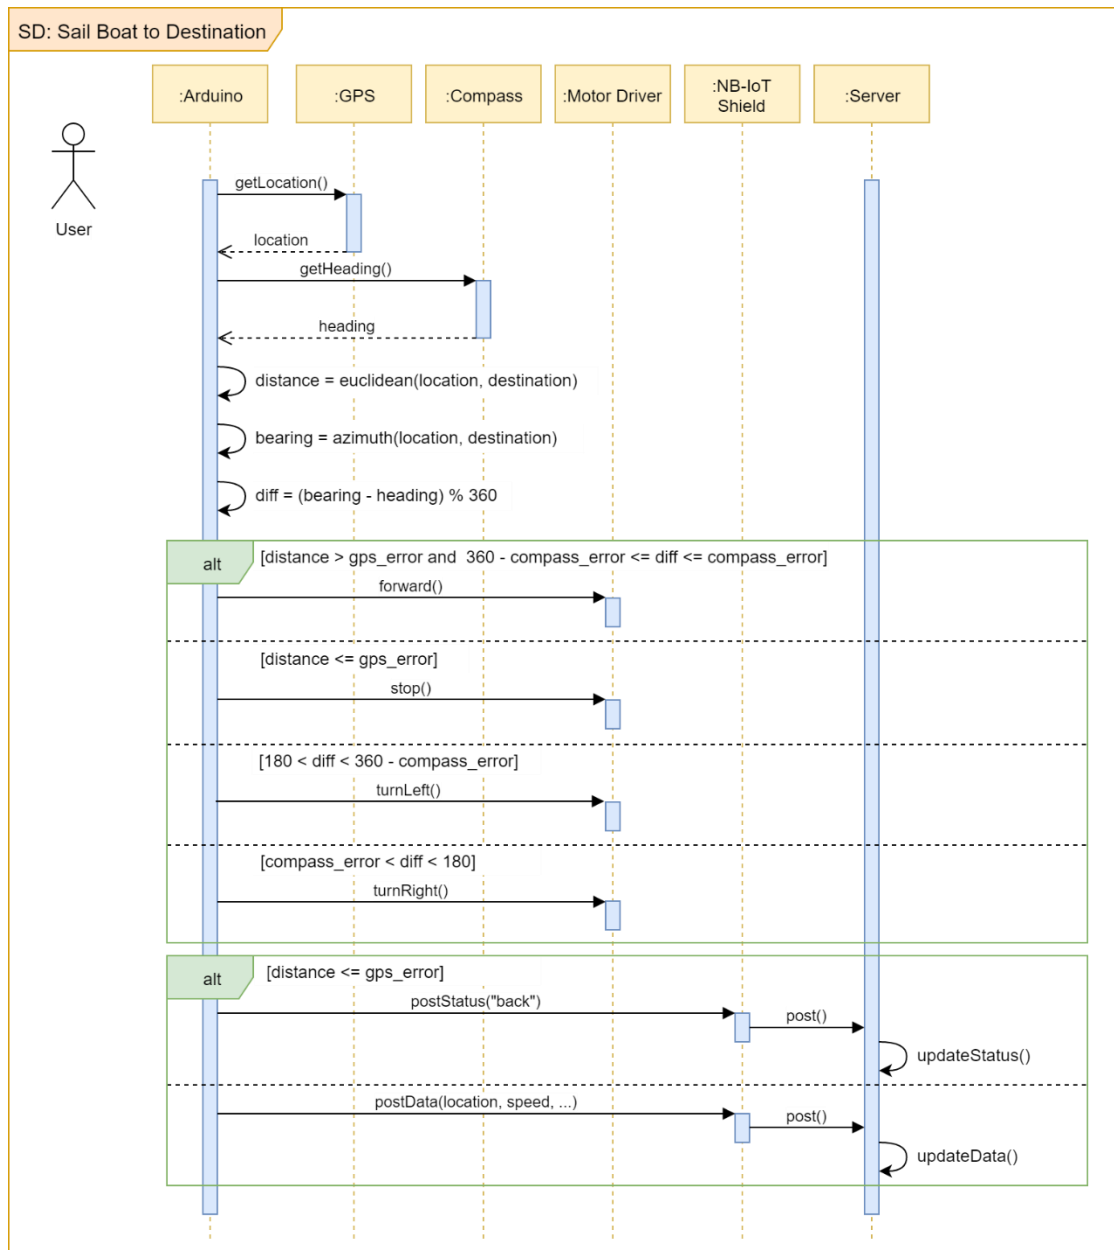 SD: Sail Boat to Destination
:Arduino
:GPS
:Compass
:Motor Driver
:NB-IoT
Shield
:Server
User
getLocation()
location
getHeading()
heading
distance = euclidean(location, destination)
bearing = azimuth(location, destination)
diff = (bearing - heading) % 360
alt
[distance > gps_error and  360 - compass_error <= diff <= compass_error]
forward()
[distance <= gps_error]
stop()
[180 < diff < 360 - compass_error]
turnLeft()
[compass_error < diff < 180]
turnRight()
alt
[distance <= gps_error]
postStatus("back")
post()
updateStatus()
postData(location, speed, ...)
post()
updateData()